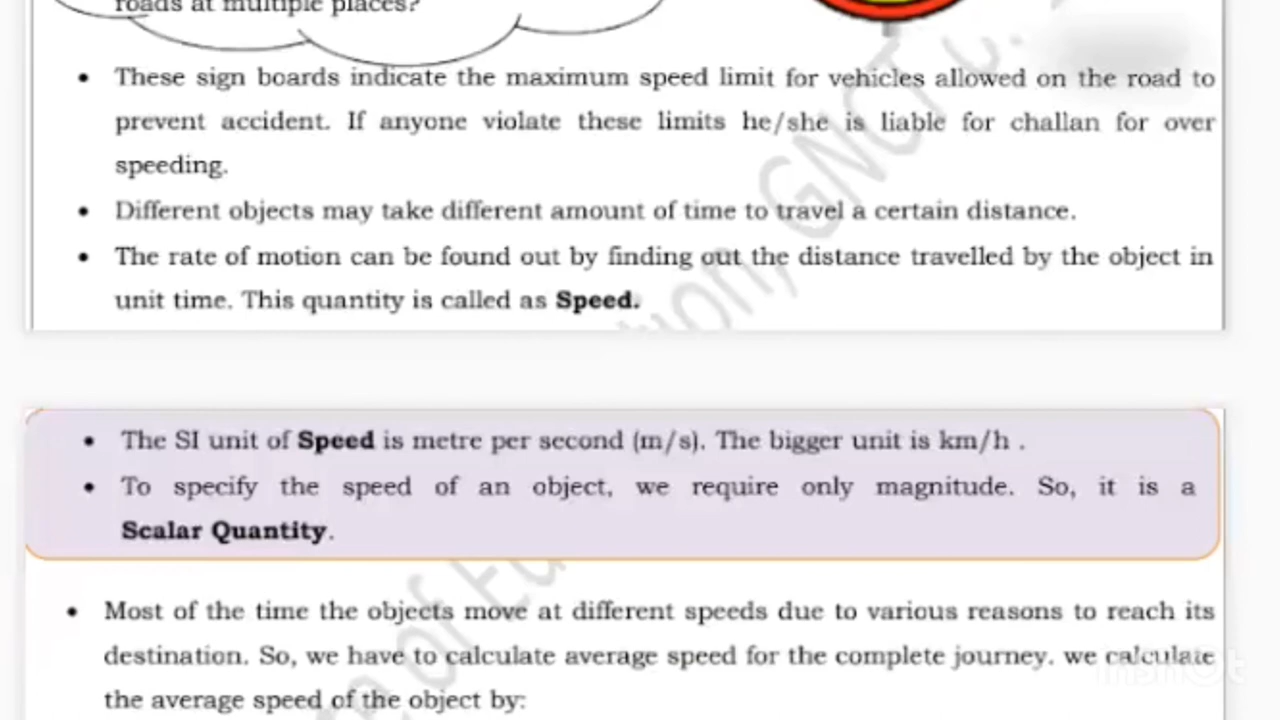 roads at multiple places?
• These sign boards indicate the maximum speed limit for vehicles allowed on the road to
prevent accident. If anyone violate these limits he/she is liable for challan for over
speeding.
• Different objects may take different amount of time to travel a certain distance.
• The rate of motion can be found out by finding out the distance travelled by the object in
unit time. This quantity is called as Speed.
• The SI unit of Speed is metre per second (m/s). The bigger unit is km/h .
• To specify the speed of an object, we require only magnitude. So, it is a
Scalar Quantity.
• Most of the time the objects move at different speeds due to various reasons to reach its
destination. So, we have to calculate average speed for the complete journey. we calculate
the average speed of the object by: